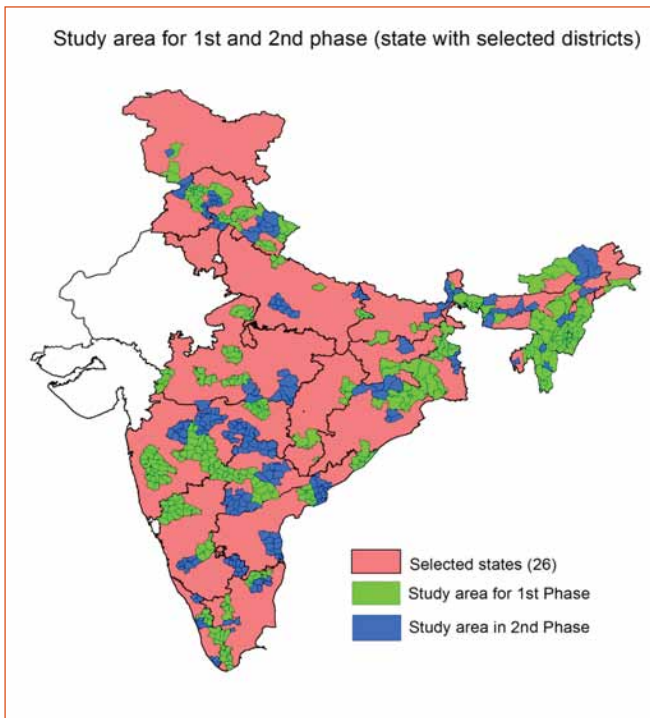 Study area for 1st and 2nd phase (state with selected districts)
Selected states (26)
Study area for 1st Phase
Study area in 2nd Phase